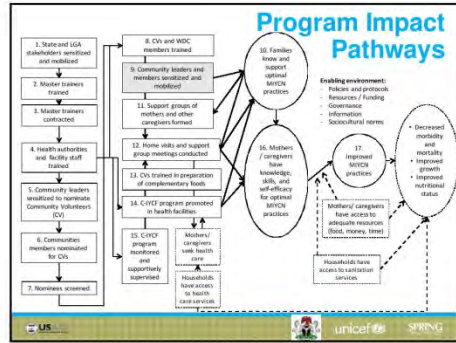 Program Impact
Pathways
1. State and LGA
stakeholders sensitized
and mobilized
2. Master trainers
trained
3. Master trainers
contracted
4. Health authorities
and facility staff trained
5. Community leaders
sensitized to nominate
Community Volunteers
(CV)
6. Communities
members nominated
for CVs
7. Nominees screened
8. CVs and WDC
members trained
9. Community leaders and
members sensitized and
mobilized
11. Support groups of
mothers and other
caregivers formed
12. Home visits and support
group meetings conducted
13. CVs trained in preparation
of complementary foods
14. C-IYCF program promoted
in health facilities
15. C-IYCF
program
monitored
and
supportively
supervised
Mothers/
caregivers
seek health
care
Households
have access
to health
care services
10. Families
know and
support
optimal
MIYCN
practices
16. Mothers /
caregivers
have
knowledge,
skills, and
self-efficacy
for optimal
MIYCN
practices
Enabling environment:
- Policies and protocols
- Resources / Funding
- Governance
- Information
- Sociocultural norms
17.
Improved
MIYCN
practices
Mothers/ caregivers
have access to
adequate resources
(food, money, time)
Households have
access to sanitation
services
• Decreased
morbidity
and
mortality
• Improved
growth
• Improved
nutritional
status
unicef
SPRING